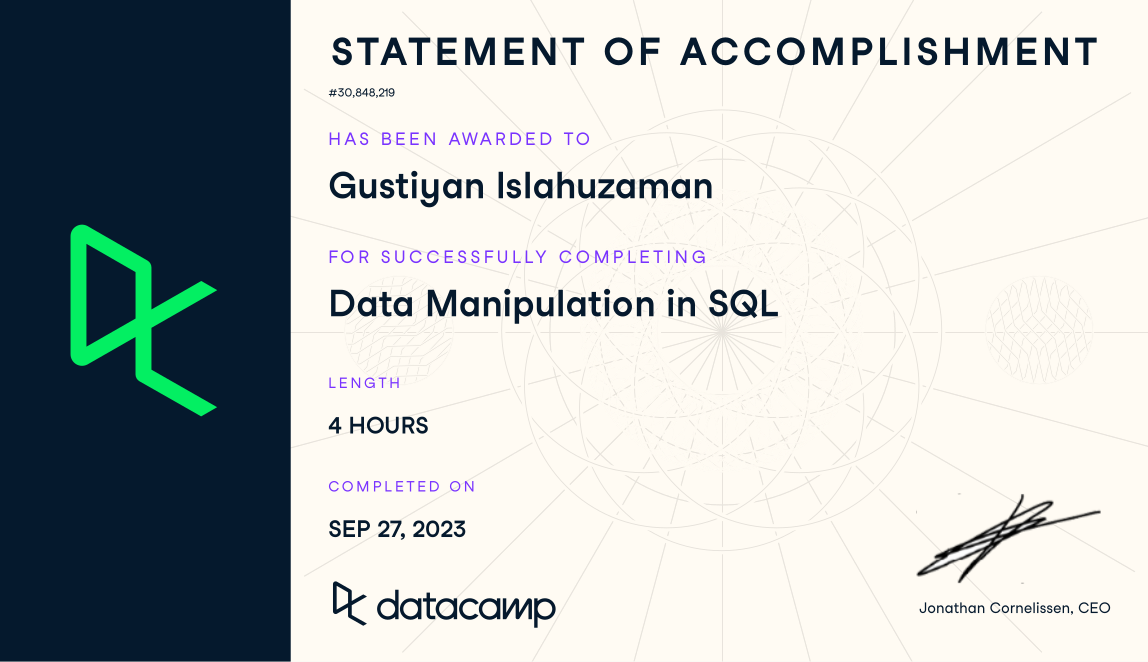 STATEMENT OF ACCOMPLISHMENT
#30,848,219
HAS BEEN AWARDED TO
Gustiyan Islahuzaman
FOR SUCCESSFULLY COMPLETING
Data Manipulation in SQL
LENGTH
4 HOURS
COMPLETED ON
SEP 27, 2023
datacamp
Jonathan Cornelissen, CEO